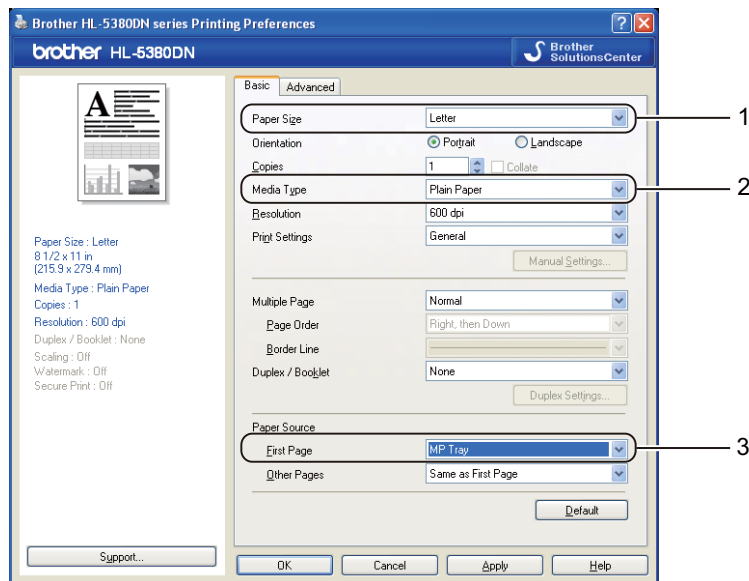 Brother HL-5380DN series Printing Preferences
brother HL-5380DN
Brother
SolutionsCenter
A
Paper Size : Letter
8 1/2 x 11 in
(215.9 x 279.4 mm)
Media Type : Plain Paper
Copies : 1
Resolution : 600 dpi
Duplex / Booklet : None
Scaling : Off
Watermark : Off
Secure Print : Off
Support...
Basic Advanced
Paper Size Letter 1
Orientation Portrait Landscape
Copies 1 Collate
Media Type Plain Paper 2
Resolution 600 dpi
Print Settings General
Manual Settings...
Multiple Page Normal
Page Order Right, then Down
Border Line
Duplex / Booklet None
Duplex Settings...
Paper Source
First Page MP Tray 3
Other Pages Same as First Page
Default
OK Cancel Apply Help